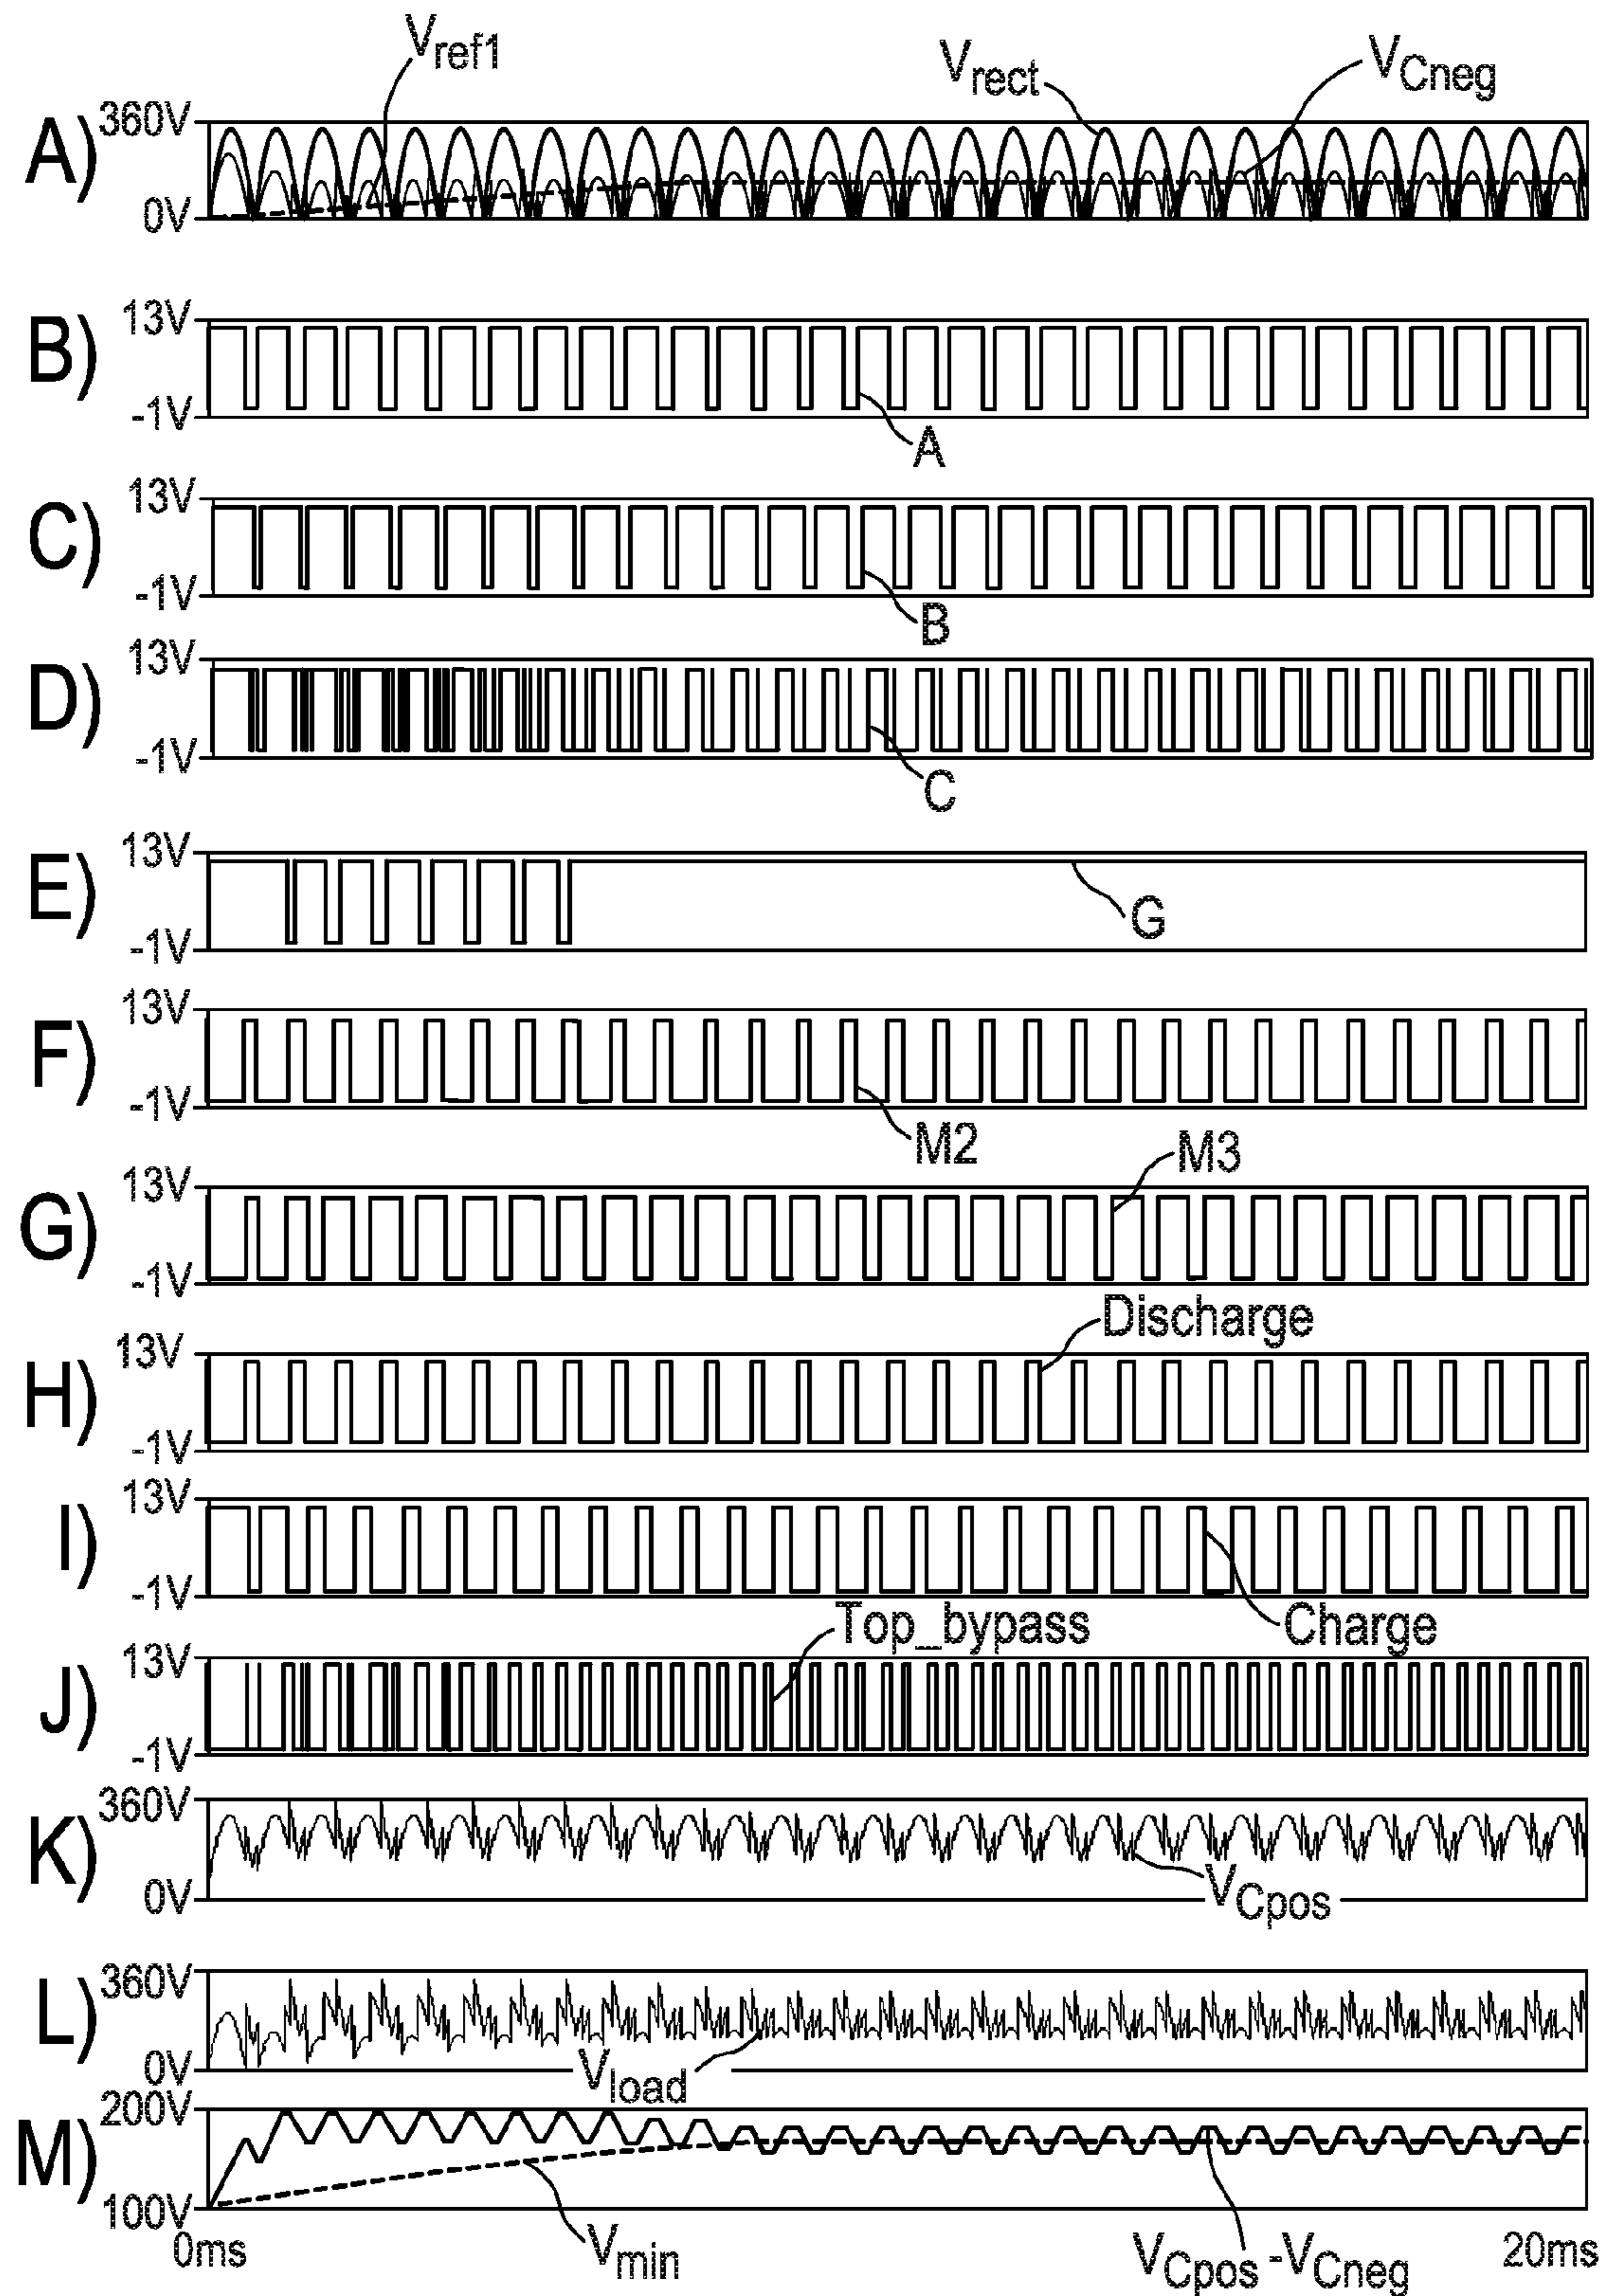 Vref1
Vrect
VCneg
A)
360V
0V
B)
13V
-1V
A
C)
13V
-1V
B
D)
13V
-1V
C
E)
13V
-1V
G
F)
13V
-1V
M2
M3
G)
13V
-1V
Discharge
H)
13V
-1V
I)
13V
-1V
Top_bypass
Charge
J)
13V
-1V
K)
360V
0V
VCpos
L)
360V
0V
Vload
M)
200V
100V
0ms
Vmin
VCpos -VCneg
20ms